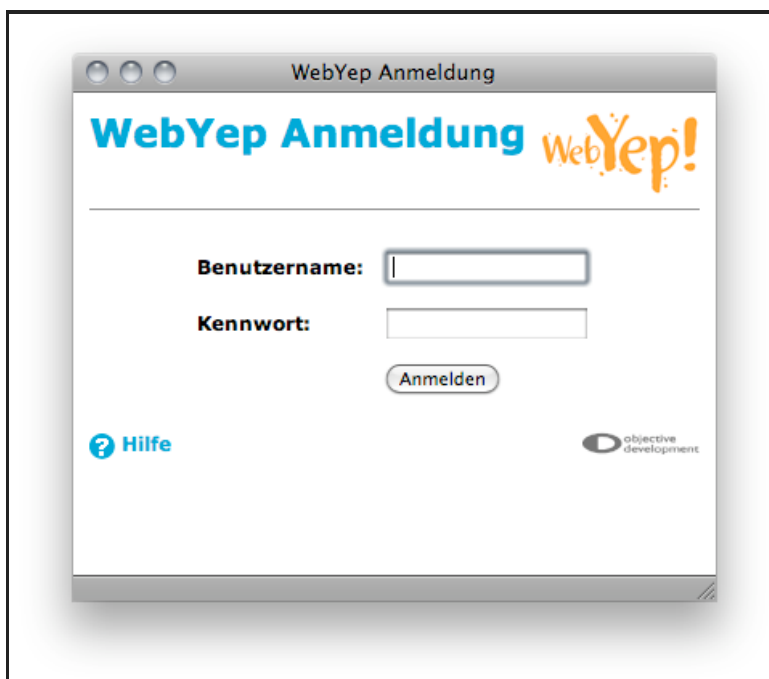 WebYep Anmeldung
WebYep Anmeldung
WebYep!
Benutzername:
Kennwort:
Anmelden
? Hilfe
objective
development